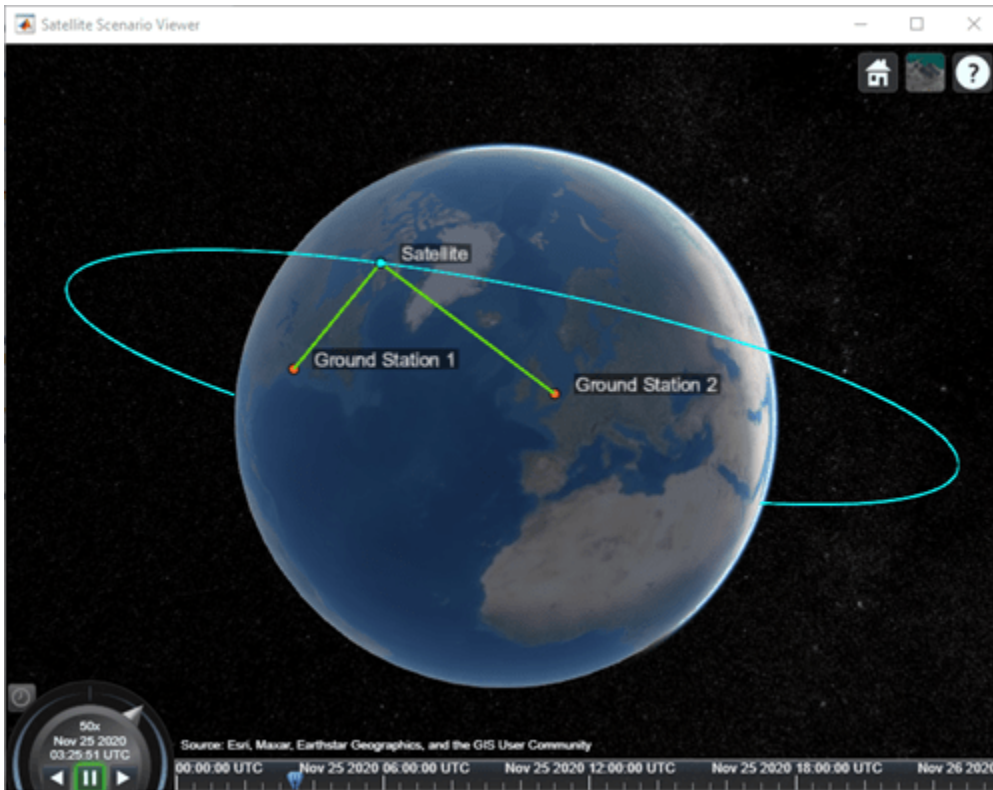 Satellite Scenario Viewer
?
Satellite
Ground Station 1
Ground Station 2
50x
Nov 25 2020
03:25:51 UTC
Source: Esri, Maxar, Earthstar Geographics, and the GIS User Community
00:00:00 UTC Nov 25 2020 06:00:00 UTC Nov 25 2020 12:00:00 UTC Nov 25 2020 18:00:00 UTC Nov 26 2020